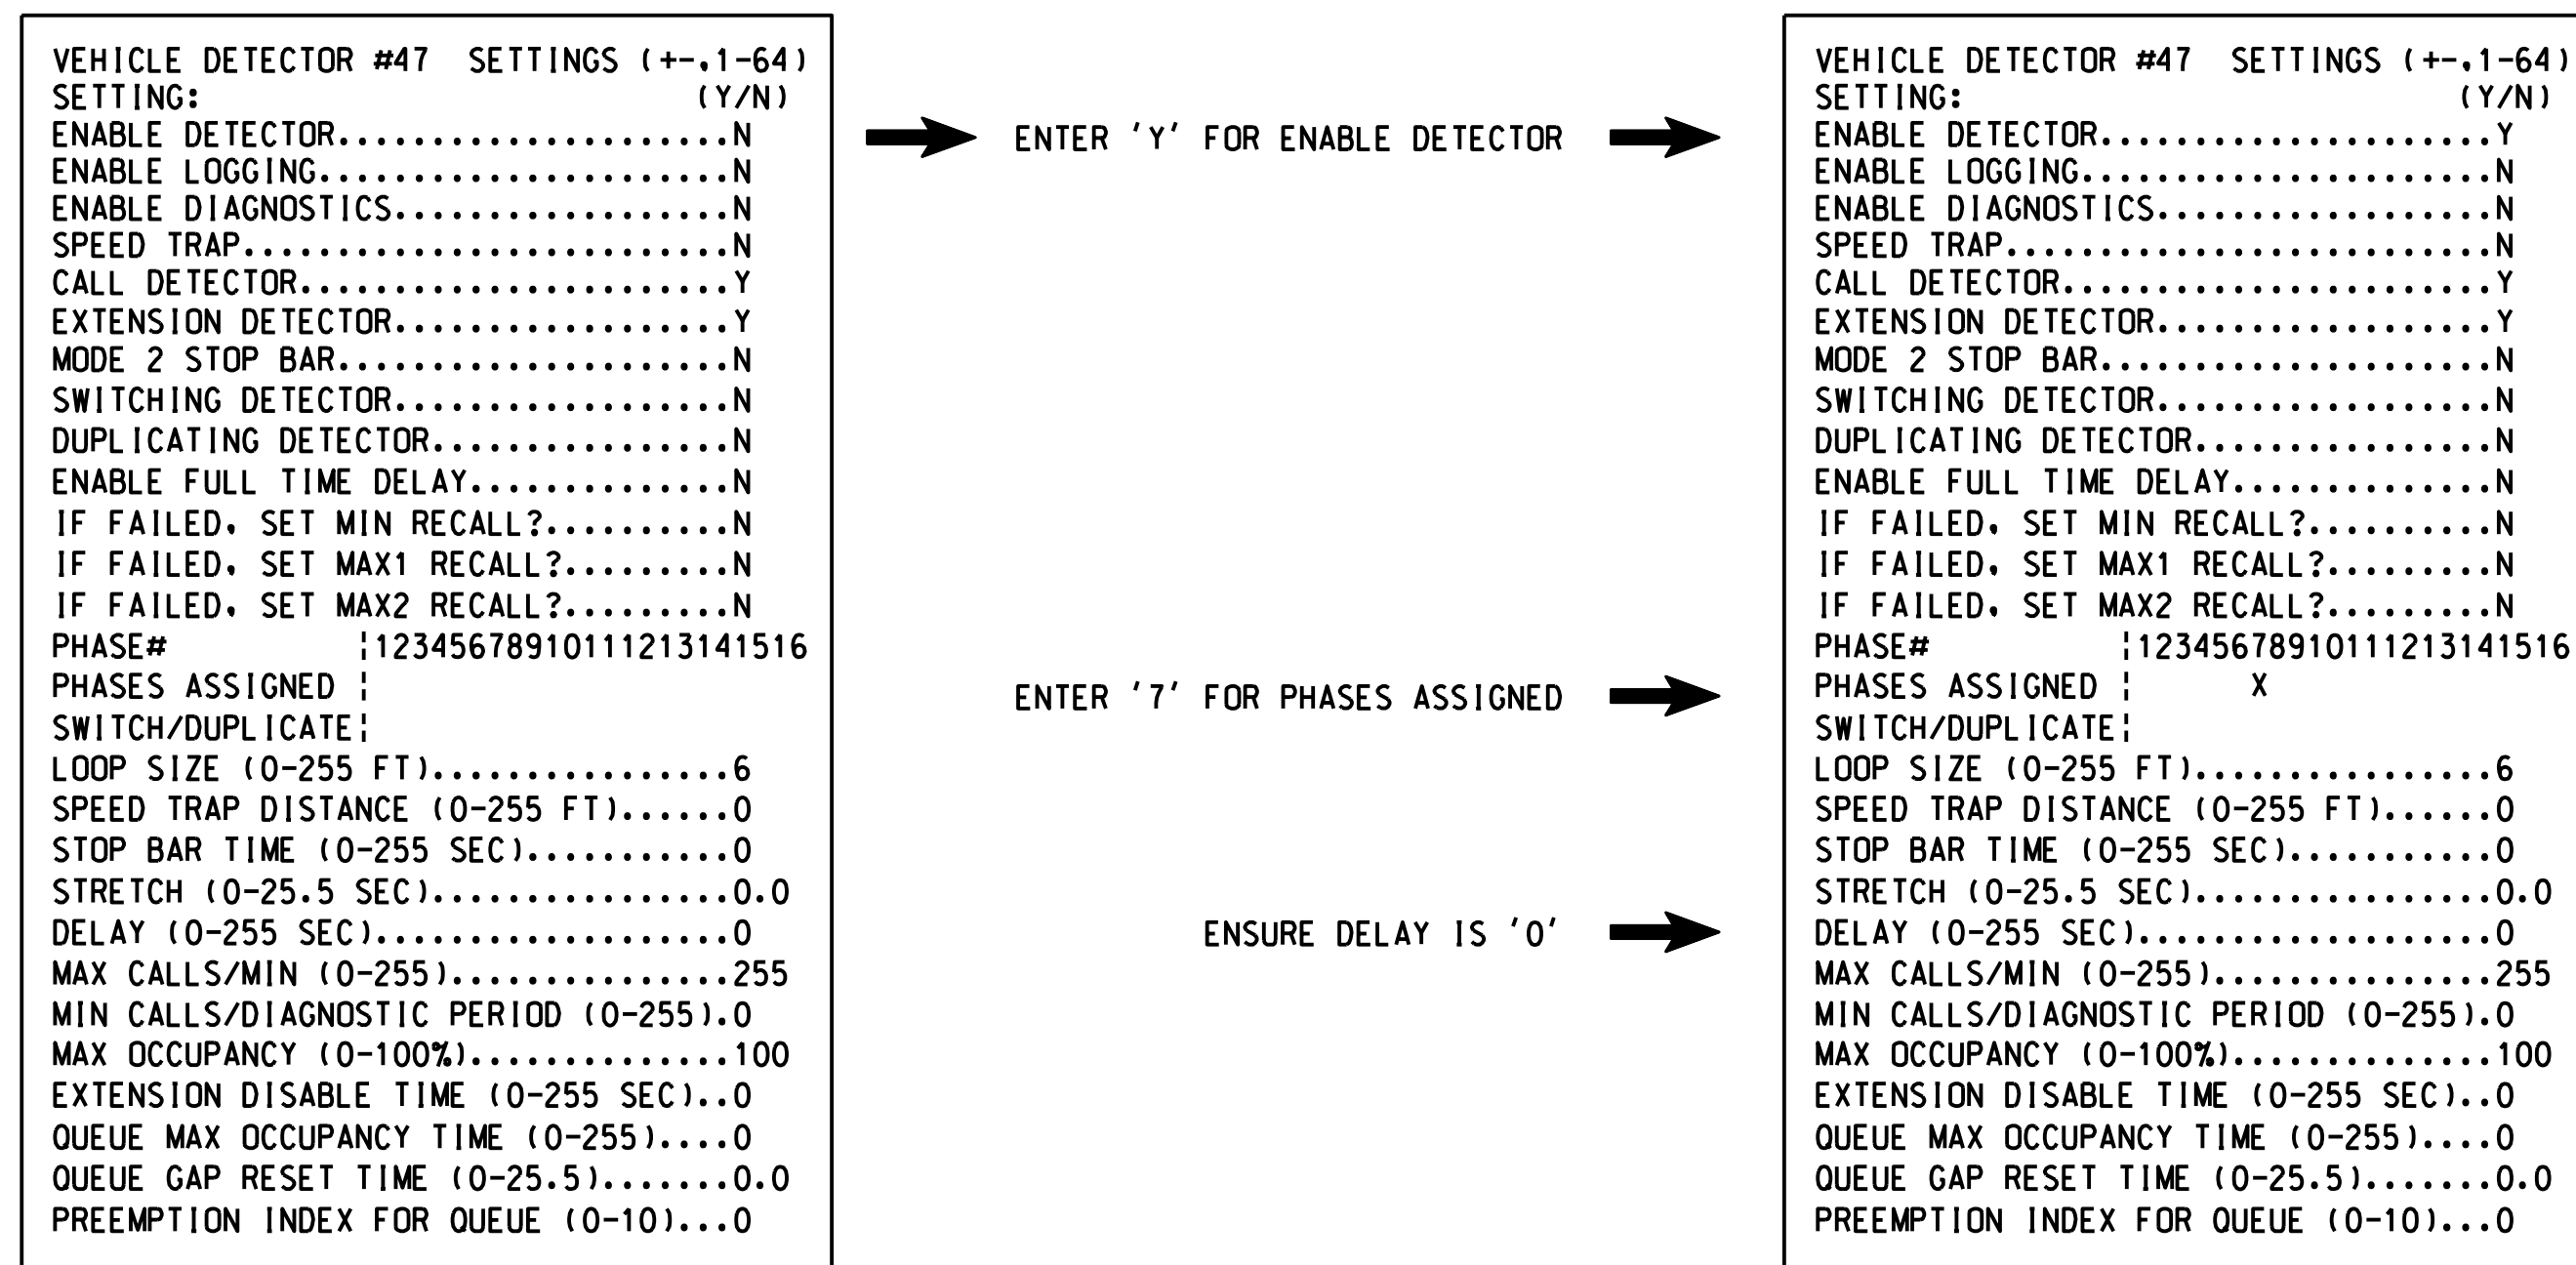 VEHICLE DETECTOR #47  SETTINGS (+-,1-64)
SETTING:                          (Y/N)
ENABLE DETECTOR.....................N
ENABLE LOGGING......................N
ENABLE DIAGNOSTICS..................N
SPEED TRAP..........................N
CALL DETECTOR.......................Y
EXTENSION DETECTOR..................Y
MODE 2 STOP BAR.....................N
SWITCHING DETECTOR..................N
DUPLICATING DETECTOR................N
ENABLE FULL TIME DELAY..............N
IF FAILED, SET MIN RECALL?..........N
IF FAILED, SET MAX1 RECALL?.........N
IF FAILED, SET MAX2 RECALL?.........N
PHASE#          |12345678910111213141516
PHASES ASSIGNED |
SWITCH/DUPLICATE|
LOOP SIZE (0-255 FT)................6
SPEED TRAP DISTANCE (0-255 FT)......0
STOP BAR TIME (0-255 SEC)...........0
STRETCH (0-25.5 SEC)................0.0
DELAY (0-255 SEC)...................0
MAX CALLS/MIN (0-255)...............255
MIN CALLS/DIAGNOSTIC PERIOD (0-255).0
MAX OCCUPANCY (0-100%)..............100
EXTENSION DISABLE TIME (0-255 SEC)..0
QUEUE MAX OCCUPANCY TIME (0-255)....0
QUEUE GAP RESET TIME (0-25.5).......0.0
PREEMPTION INDEX FOR QUEUE (0-10)...0
ENTER 'Y' FOR ENABLE DETECTOR
ENTER '7' FOR PHASES ASSIGNED
ENSURE DELAY IS '0'
VEHICLE DETECTOR #47  SETTINGS (+-,1-64)
SETTING:                          (Y/N)
ENABLE DETECTOR.....................Y
ENABLE LOGGING......................N
ENABLE DIAGNOSTICS..................N
SPEED TRAP..........................N
CALL DETECTOR.......................Y
EXTENSION DETECTOR..................Y
MODE 2 STOP BAR.....................N
SWITCHING DETECTOR..................N
DUPLICATING DETECTOR................N
ENABLE FULL TIME DELAY..............N
IF FAILED, SET MIN RECALL?..........N
IF FAILED, SET MAX1 RECALL?.........N
IF FAILED, SET MAX2 RECALL?.........N
PHASE#          |12345678910111213141516
PHASES ASSIGNED |      X
SWITCH/DUPLICATE|
LOOP SIZE (0-255 FT)................6
SPEED TRAP DISTANCE (0-255 FT)......0
STOP BAR TIME (0-255 SEC)...........0
STRETCH (0-25.5 SEC)................0.0
DELAY (0-255 SEC)...................0
MAX CALLS/MIN (0-255)...............255
MIN CALLS/DIAGNOSTIC PERIOD (0-255).0
MAX OCCUPANCY (0-100%)..............100
EXTENSION DISABLE TIME (0-255 SEC)..0
QUEUE MAX OCCUPANCY TIME (0-255)....0
QUEUE GAP RESET TIME (0-25.5).......0.0
PREEMPTION INDEX FOR QUEUE (0-10)...0